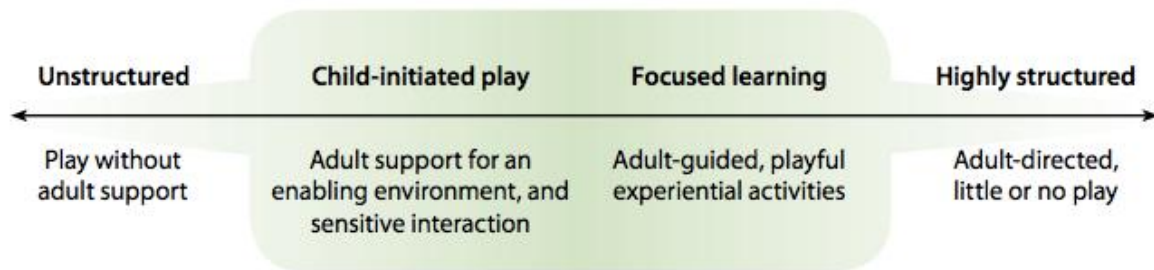 Unstructured
Child-initiated play
Focused learning
Highly structured
Play without
adult support
Adult support for an
enabling environment, and
sensitive interaction
Adult-guided, playful
experiential activities
Adult-directed,
little or no play